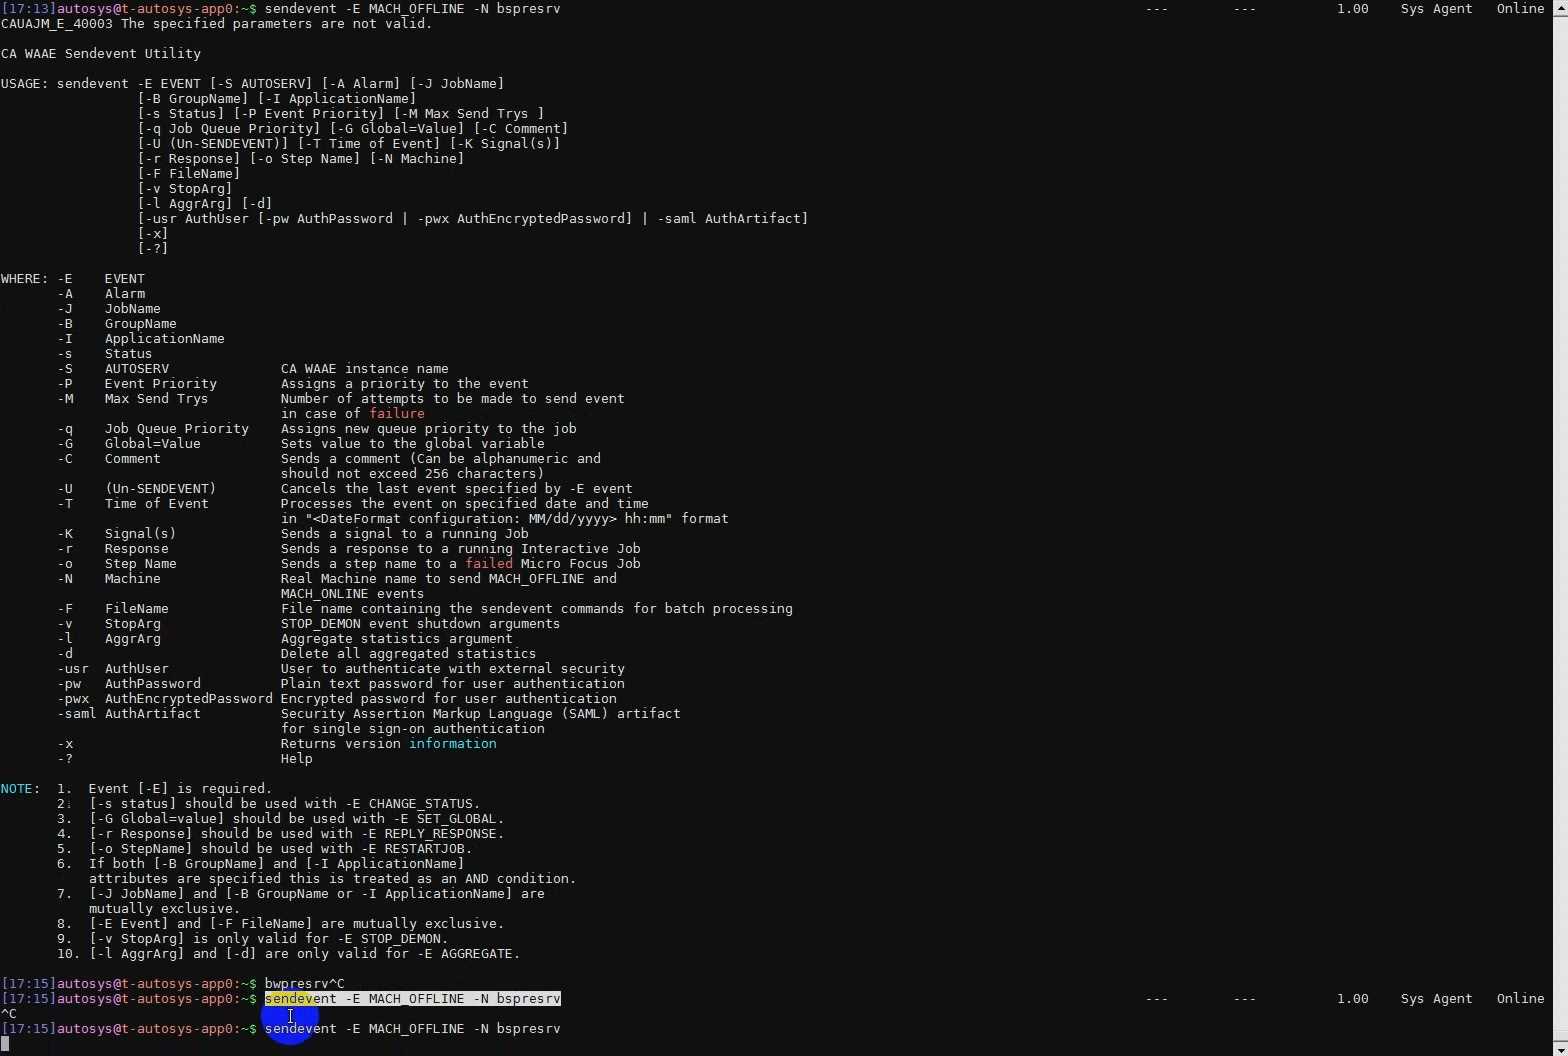 [17:13]autosys@t-autosys-app0:~$ sendevent -E MACH_OFFLINE -N bspresrv --- --- 1.00 Sys Agent Online
CAUAJM_E_40003 The specified parameters are not valid.
CA WAAE Sendevent Utility
USAGE: sendevent -E EVENT [-S AUTOSERV] [-A Alarm] [-J JobName]
[-B GroupName] [-I ApplicationName]
[-s Status] [-P Event Priority] [-M Max Send Trys ]
[-q Job Queue Priority] [-G Global=Value] [-C Comment]
[-U (Un-SENDEVENT)] [-T Time of Event] [-K Signal(s)]
[-r Response] [-o Step Name] [-N Machine]
[-F FileName]
[-v StopArg]
[-l AggrArg] [-d]
[-usr AuthUser [-pw AuthPassword | -pwx AuthEncryptedPassword] | -saml AuthArtifact]
[-x]
[-?]
WHERE: -E EVENT
-A Alarm
-J JobName
-B GroupName
-I ApplicationName
-s Status
-S AUTOSERV CA WAAE instance name
-P Event Priority Assigns a priority to the event
-M Max Send Trys Number of attempts to be made to send event
in case of failure
-q Job Queue Priority Assigns new queue priority to the job
-G Global=Value Sets value to the global variable
-C Comment Sends a comment (Can be alphanumeric and
should not exceed 256 characters)
-U (Un-SENDEVENT) Cancels the last event specified by -E event
-T Time of Event Processes the event on specified date and time
in "<DateFormat configuration: MM/dd/yyyy> hh:mm" format
-K Signal(s) Sends a signal to a running Job
-r Response Sends a response to a running Interactive Job
-o Step Name Sends a step name to a failed Micro Focus Job
-N Machine Real Machine name to send MACH_OFFLINE and
MACH_ONLINE events
-F FileName File name containing the sendevent commands for batch processing
-v StopArg STOP_DEMON event shutdown arguments
-l AggrArg Aggregate statistics argument
-d Delete all aggregated statistics
-usr AuthUser User to authenticate with external security
-pw AuthPassword Plain text password for user authentication
-pwx AuthEncryptedPassword Encrypted password for user authentication
-saml AuthArtifact Security Assertion Markup Language (SAML) artifact
for single sign-on authentication
-x Returns version information
-? Help
NOTE: 1. Event [-E] is required.
2. [-s status] should be used with -E CHANGE_STATUS.
3. [-G Global=value] should be used with -E SET_GLOBAL.
4. [-r Response] should be used with -E REPLY_RESPONSE.
5. [-o StepName] should be used with -E RESTARTJOB.
6. If both [-B GroupName] and [-I ApplicationName]
attributes are specified this is treated as an AND condition.
7. [-J JobName] and [-B GroupName or -I ApplicationName] are
mutually exclusive.
8. [-E Event] and [-F FileName] are mutually exclusive.
9. [-v StopArg] is only valid for -E STOP_DEMON.
10. [-l AggrArg] and [-d] are only valid for -E AGGREGATE.
[17:15]autosys@t-autosys-app0:~$ bwpresrv^C
[17:15]autosys@t-autosys-app0:~$ sendevent -E MACH_OFFLINE -N bspresrv --- --- 1.00 Sys Agent Online
^C
[17:15]autosys@t-autosys-app0:~$ sendevent -E MACH_OFFLINE -N bspresrv